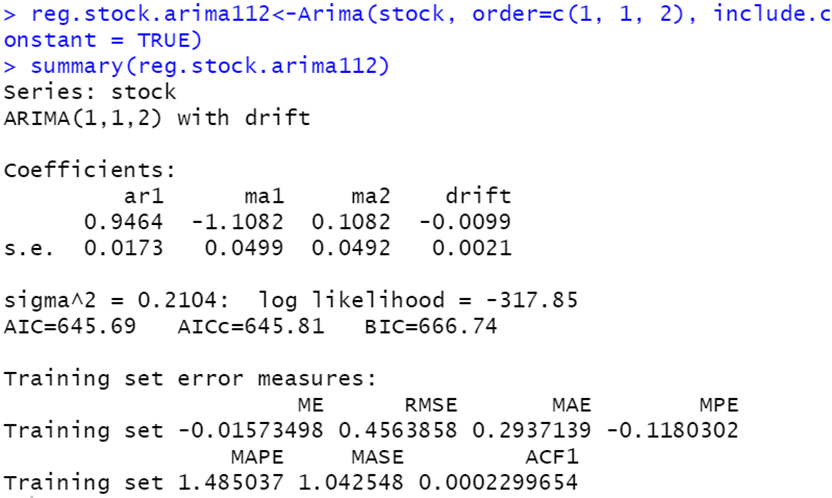 > reg.stock.arima112<-Arima(stock, order=c(1, 1, 2), include.c
onstant = TRUE)
> summary(reg.stock.arima112)
Series: stock
ARIMA(1,1,2) with drift
Coefficients:
ar1 ma1 ma2 drift
0.9464 -1.1082 0.1082 -0.0099
s.e. 0.0173 0.0499 0.0492 0.0021
sigma^2 = 0.2104: log likelihood = -317.85
AIC=645.69 AICc=645.81 BIC=666.74
Training set error measures:
ME RMSE MAE MPE
Training set -0.01573498 0.4563858 0.2937139 -0.1180302
MAPE MASE ACF1
Training set 1.485037 1.042548 0.0002299654